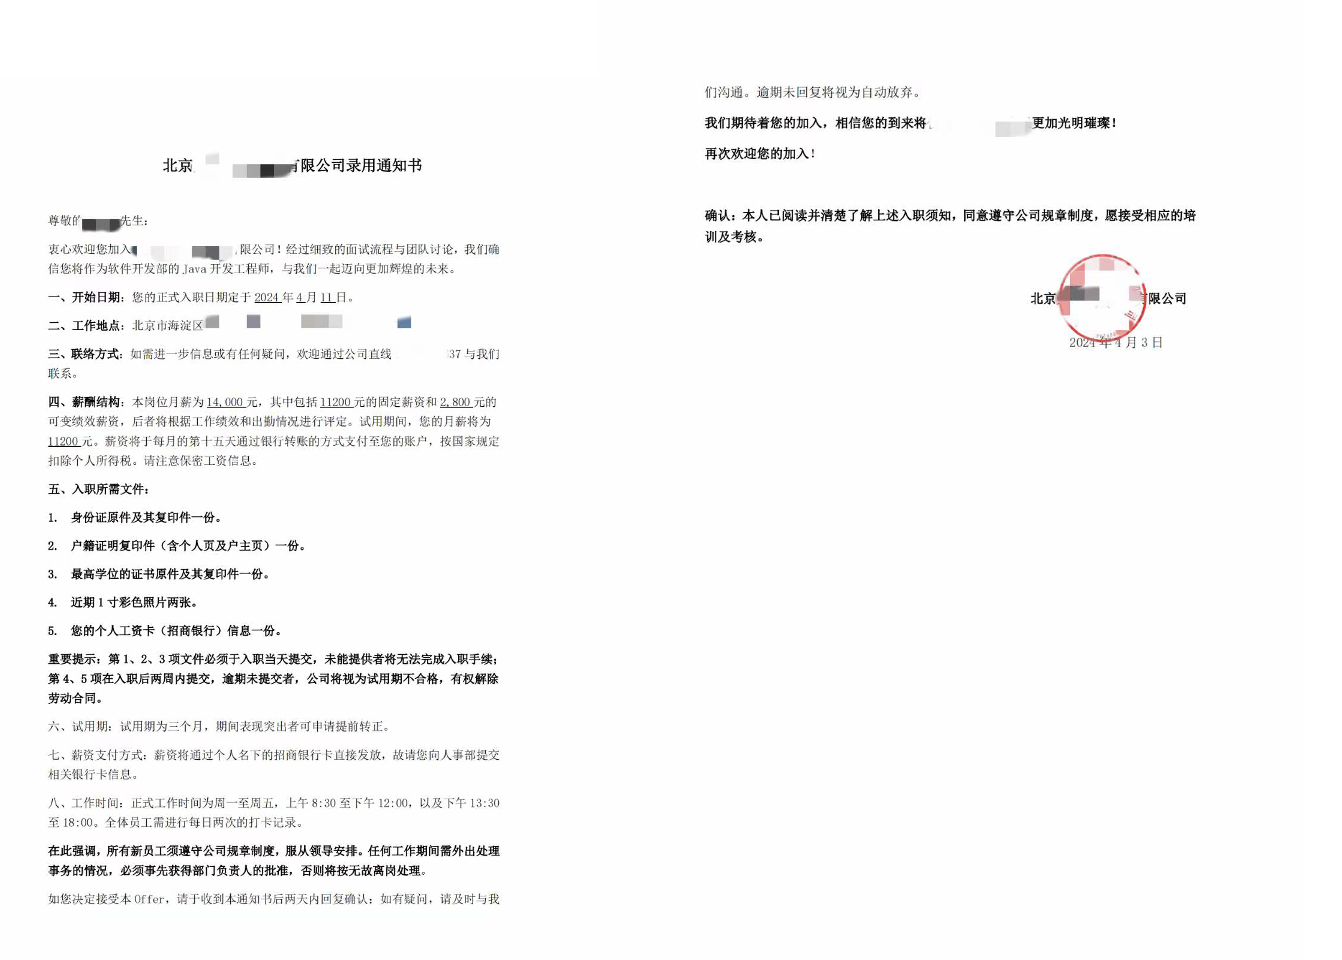 北京 有限公司录用通知书
尊敬的 先生：
衷心欢迎您加入 限公司！经过细致的面试流程与团队讨论，我们确
信您将作为软件开发部的 Java 开发工程师，与我们一起迈向更加辉煌的未来。
一、开始日期：您的正式入职日期定于 2024 年 4 月 11 日。
二、工作地点：北京市海淀区
三、联络方式：如需进一步信息或有任何疑问，欢迎通过公司直线 37 与我们
联系。
四、薪酬结构：本岗位月薪为 14,000 元，其中包括 11200 元的固定薪资和 2,800 元的
可变绩效薪资，后者将根据工作绩效和出勤情况进行评定。试用期间，您的月薪将为
11200 元。薪资将于每月的第十五天通过银行转账的方式支付至您的账户，按国家规定
扣除个人所得税。请注意保密工资信息。
五、入职所需文件：
1. 身份证原件及其复印件一份。
2. 户籍证明复印件（含个人页及户主页）一份。
3. 最高学位的证书原件及其复印件一份。
4. 近期 1 寸彩色照片两张。
5. 您的个人工资卡（招商银行）信息一份。
重要提示：第 1、2、3 项文件必须于入职当天提交，未能提供者将无法完成入职手续；
第 4、5 项在入职后两周内提交，逾期未提交者，公司将视为试用期不合格，有权解除
劳动合同。
六、试用期：试用期为三个月，期间表现突出者可申请提前转正。
七、薪资支付方式：薪资将通过个人名下的招商银行卡直接发放，故请您向人事部提交
相关银行卡信息。
八、工作时间：正式工作时间为周一至周五，上午 8:30 至下午 12:00，以及下午 13:30
至 18:00。全体员工需进行每日两次的打卡记录。
在此强调，所有新员工须遵守公司规章制度，服从领导安排。任何工作期间需外出处理
事务的情况，必须事先获得部门负责人的批准，否则将按无故离岗处理。
如您决定接受本 Offer，请于收到本通知书后两天内回复确认；如有疑问，请及时与我
们沟通。逾期未回复将视为自动放弃。
我们期待着您的加入，相信您的到来将 更加光明璀璨！
再次欢迎您的加入！
确认：本人已阅读并清楚了解上述入职须知，同意遵守公司规章制度，愿接受相应的培
训及考核。
北京 有限公司
2024 年 4 月 3 日